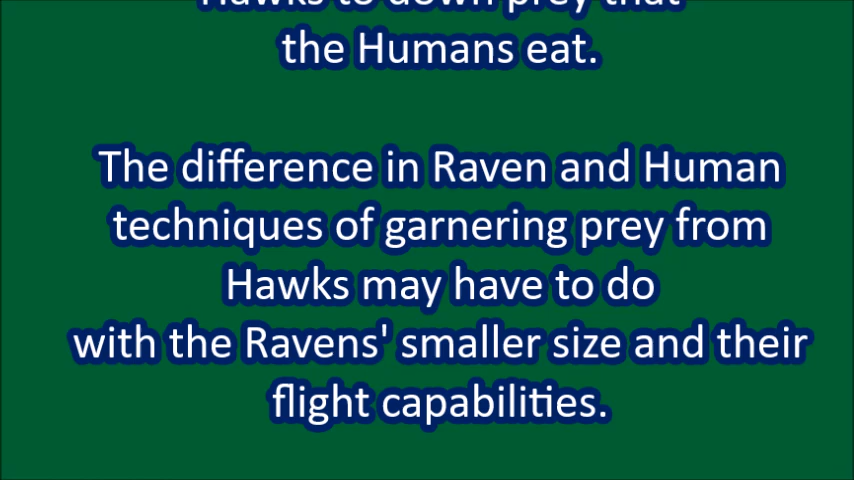 Hawks to down prey that
the Humans eat.
The difference in Raven and Human
techniques of garnering prey from
Hawks may have to do
with the Ravens' smaller size and their
flight capabilities.